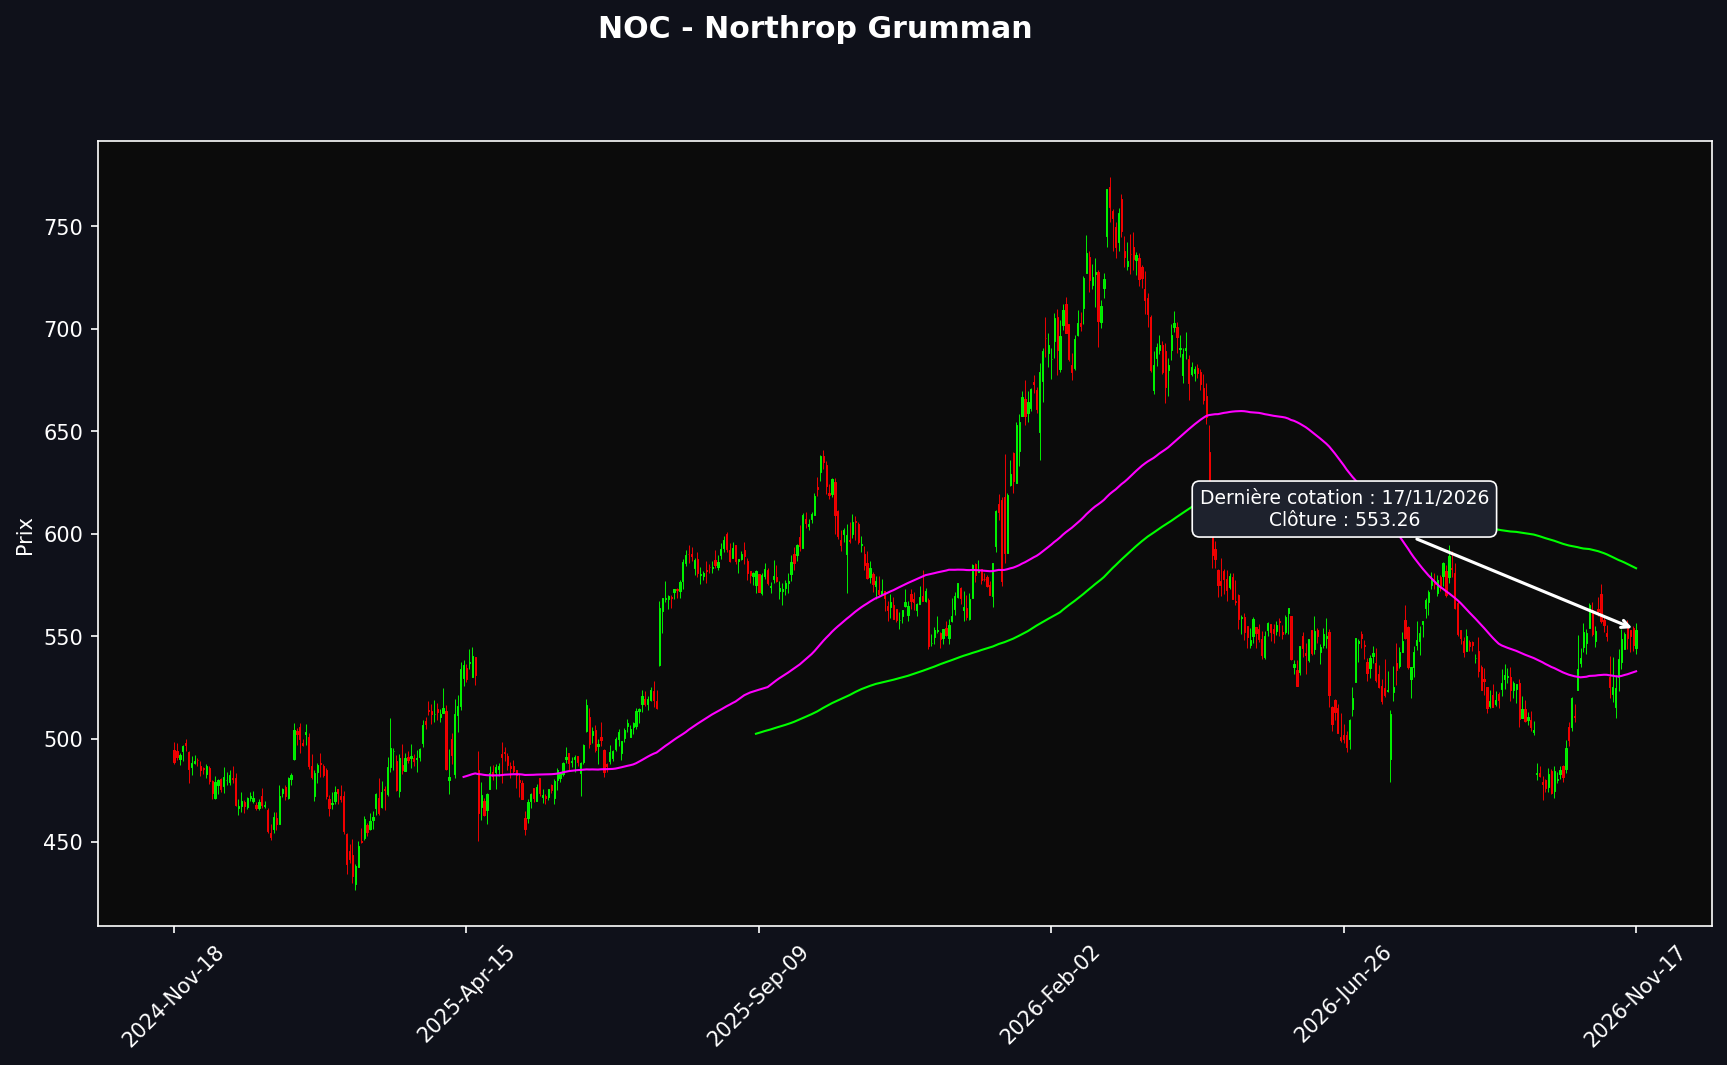 NOC - Northrop Grumman
Prix
750
700
650
600
550
500
450
Dernière cotation : 17/11/2026
Clôture : 553.26
2024-Nov-18
2025-Apr-15
2025-Sep-09
2026-Feb-02
2026-Jun-26
2026-Nov-17